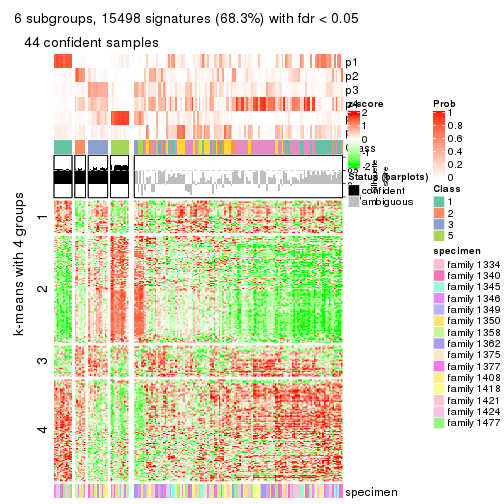 6 subgroups, 15498 signatures (68.3%) with fdr < 0.05
44 confident samples
p1
p2
p3
p4
Class
z-score
2
1
-1
-2
Status (barplots)
confident
ambiguous
k-means with 4 groups
1
2
3
4
specimen
Prob
1
0.8
0.6
0.4
0.2
0
Class
1
2
3
5
specimen
family 1334
family 1340
family 1345
family 1346
family 1349
family 1350
family 1358
family 1362
family 1375
family 1377
family 1408
family 1418
family 1421
family 1424
family 1477